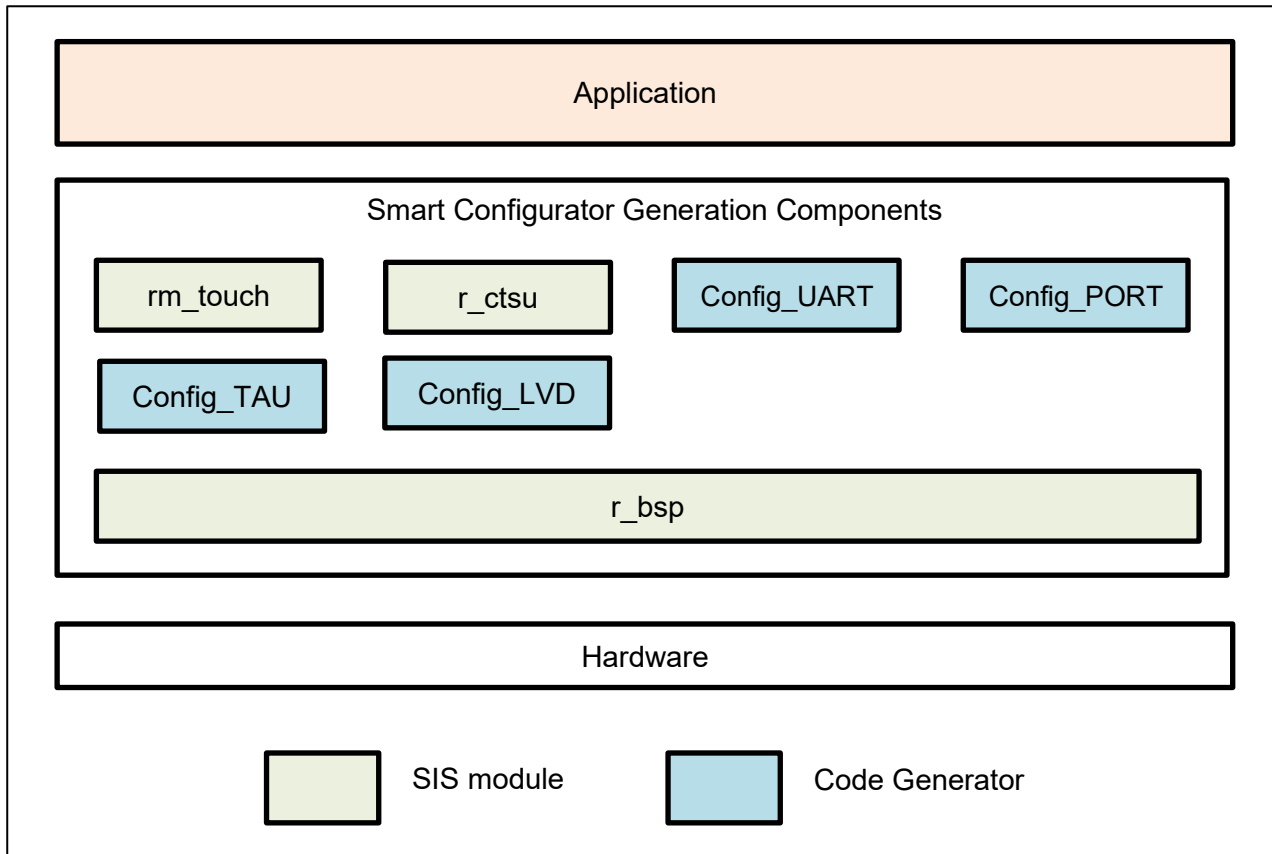 Application
Smart Configurator Generation Components
rm_touch
r_ctsu
Config_UART
Config_PORT
Config_TAU
Config_LVD
r_bsp
Hardware
SIS module
Code Generator